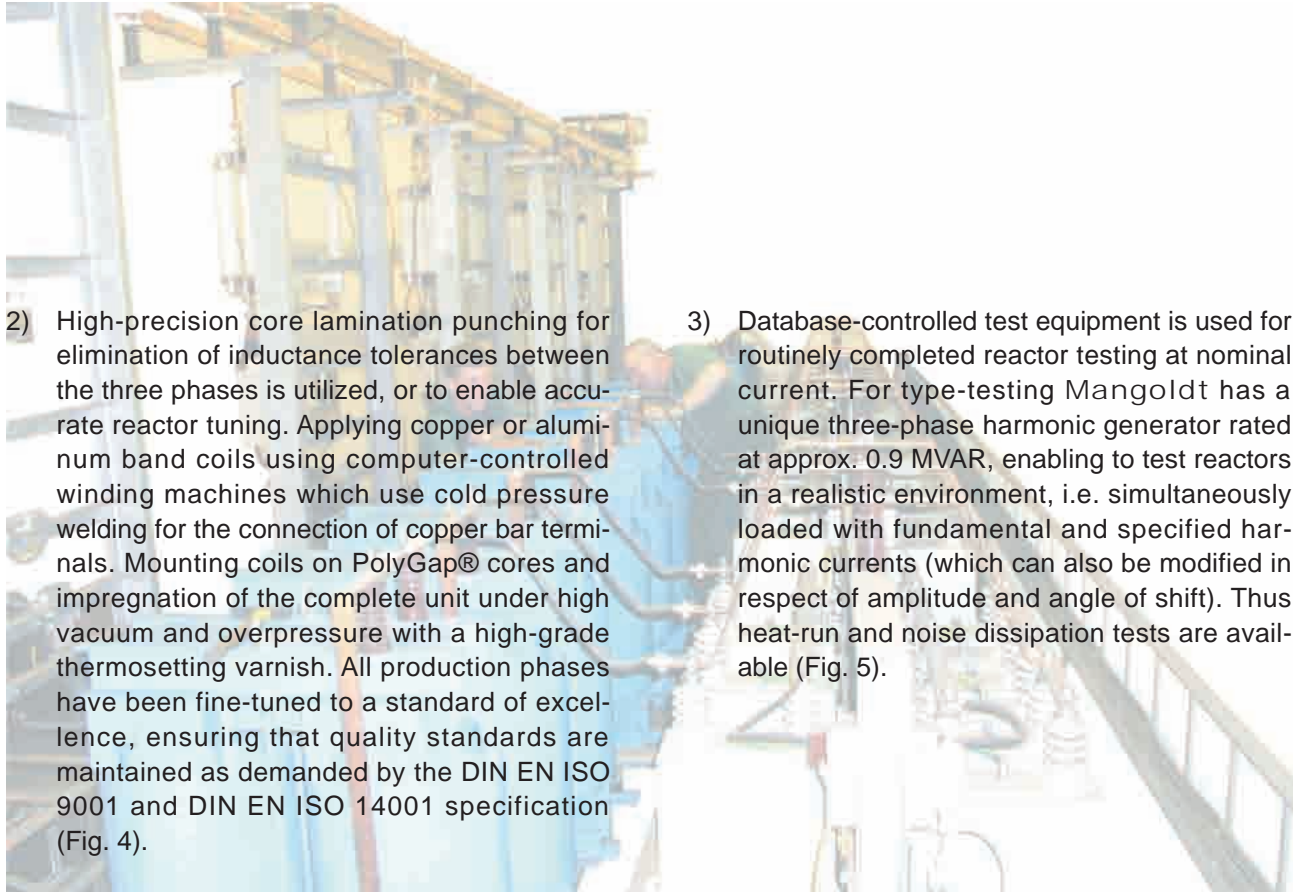 2) High-precision core lamination punching for
elimination of inductance tolerances between
the three phases is utilized, or to enable accu-
rate reactor tuning. Applying copper or alumi-
num band coils using computer-controlled
winding machines which use cold pressure
welding for the connection of copper bar termi-
nals. Mounting coils on PolyGap® cores and
impregnation of the complete unit under high
vacuum and overpressure with a high-grade
thermosetting varnish. All production phases
have been fine-tuned to a standard of excel-
lence, ensuring that quality standards are
maintained as demanded by the DIN EN ISO
9001 and DIN EN ISO 14001 specification
(Fig. 4).
3) Database-controlled test equipment is used for
routinely completed reactor testing at nominal
current. For type-testing Mangoldt has a
unique three-phase harmonic generator rated
at approx. 0.9 MVAR, enabling to test reactors
in a realistic environment, i.e. simultaneously
loaded with fundamental and specified har-
monic currents (which can also be modified in
respect of amplitude and angle of shift). Thus
heat-run and noise dissipation tests are avail-
able (Fig. 5).